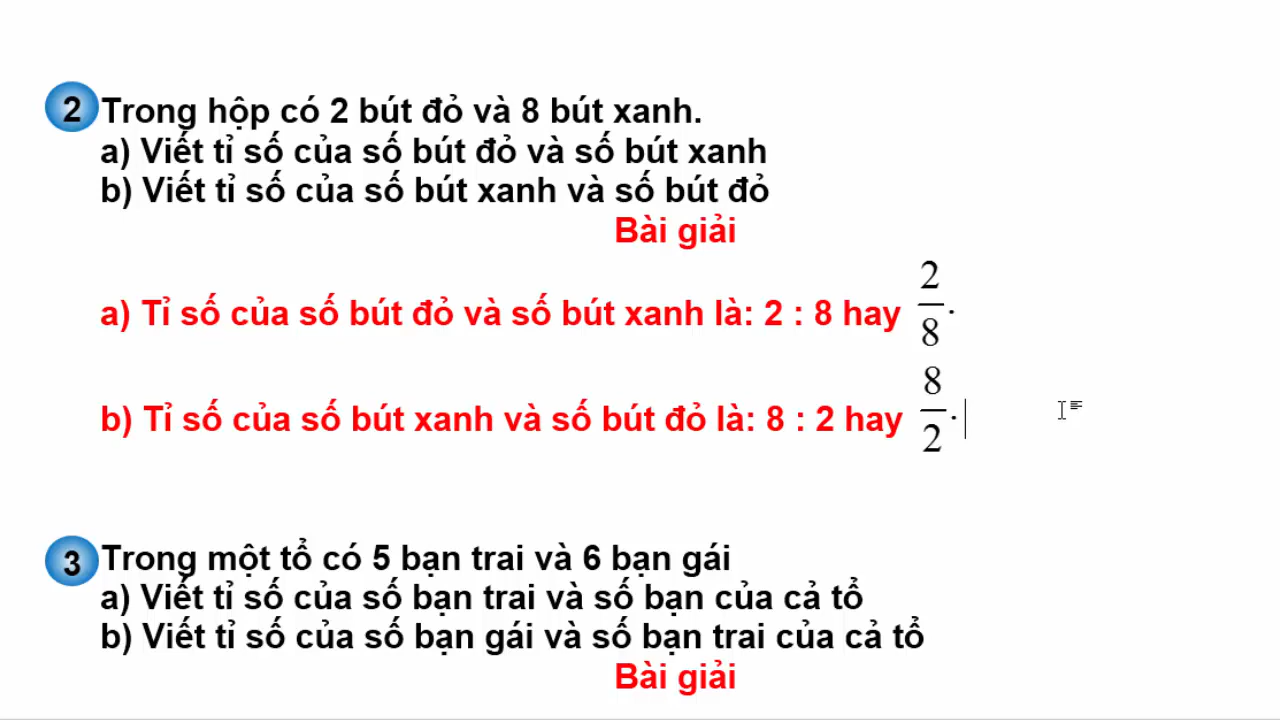 2 Trong hộp có 2 bút đỏ và 8 bút xanh.
a) Viết tỉ số của số bút đỏ và số bút xanh
b) Viết tỉ số của số bút xanh và số bút đỏ
Bài giải
a) Tỉ số của số bút đỏ và số bút xanh là: 2 : 8 hay 2/8.
b) Tỉ số của số bút xanh và số bút đỏ là: 8 : 2 hay 8/2.
3 Trong một tổ có 5 bạn trai và 6 bạn gái
a) Viết tỉ số của số bạn trai và số bạn của cả tổ
b) Viết tỉ số của số bạn gái và số bạn trai của cả tổ
Bài giải